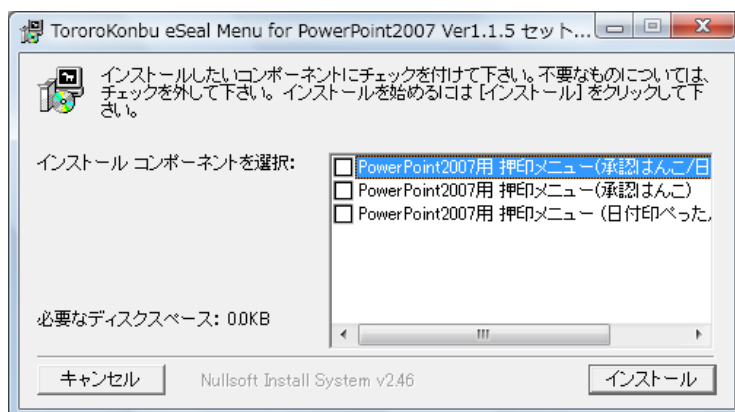 TororoKonbu eSeal Menu for PowerPoint2007 Ver1.1.5 セット...
インストールしたいコンポーネントにチェックを付けて下さい。不要なものについては、
チェックを外して下さい。インストールを始めるには [インストール] をクリックして下
さい。
インストール コンポーネントを選択:
PowerPoint2007用 押印メニュー(承認はんこ/日
PowerPoint2007用 押印メニュー(承認はんこ)
PowerPoint2007用 押印メニュー (日付印ぺった
必要なディスクスペース: 0.0KB
キャンセル
Nullsoft Install System v2.46
インストール